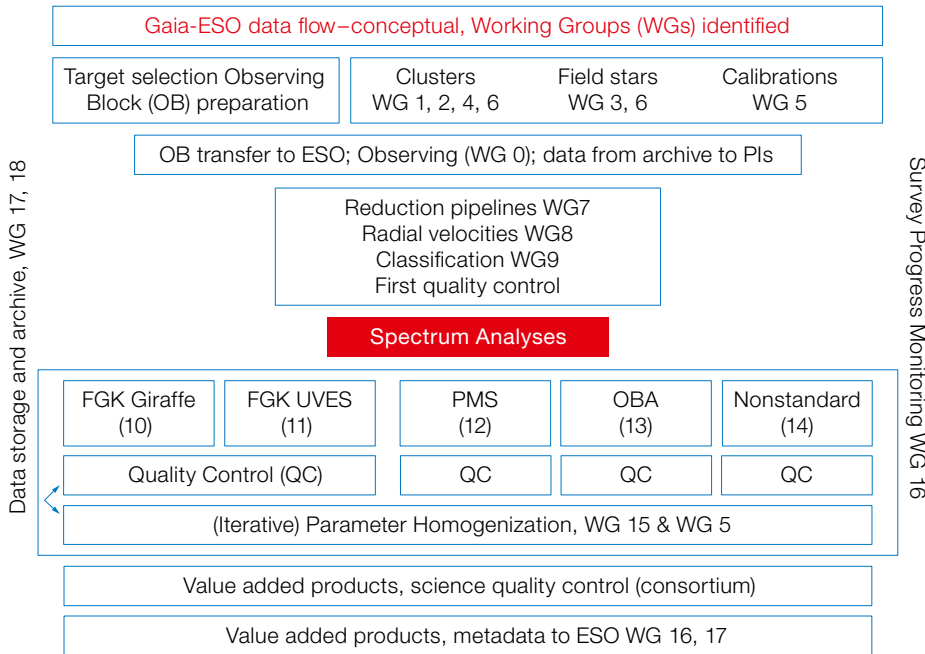 Gaia-ESO data flow–conceptual, Working Groups (WGs) identified
Target selection Observing
Block (OB) preparation
Clusters
WG 1, 2, 4, 6
Field stars
WG 3, 6
Calibrations
WG 5
OB transfer to ESO; Observing (WG 0); data from archive to PIs
Data storage and archive, WG 17, 18
Survey Progress Monitoring WG 16
Reduction pipelines WG7
Radial velocities WG8
Classification WG9
First quality control
Spectrum Analyses
FGK Giraffe
(10)
FGK UVES
(11)
PMS
(12)
OBA
(13)
Nonstandard
(14)
Quality Control (QC)
QC
QC
QC
(Iterative) Parameter Homogenization, WG 15 & WG 5
Value added products, science quality control (consortium)
Value added products, metadata to ESO WG 16, 17